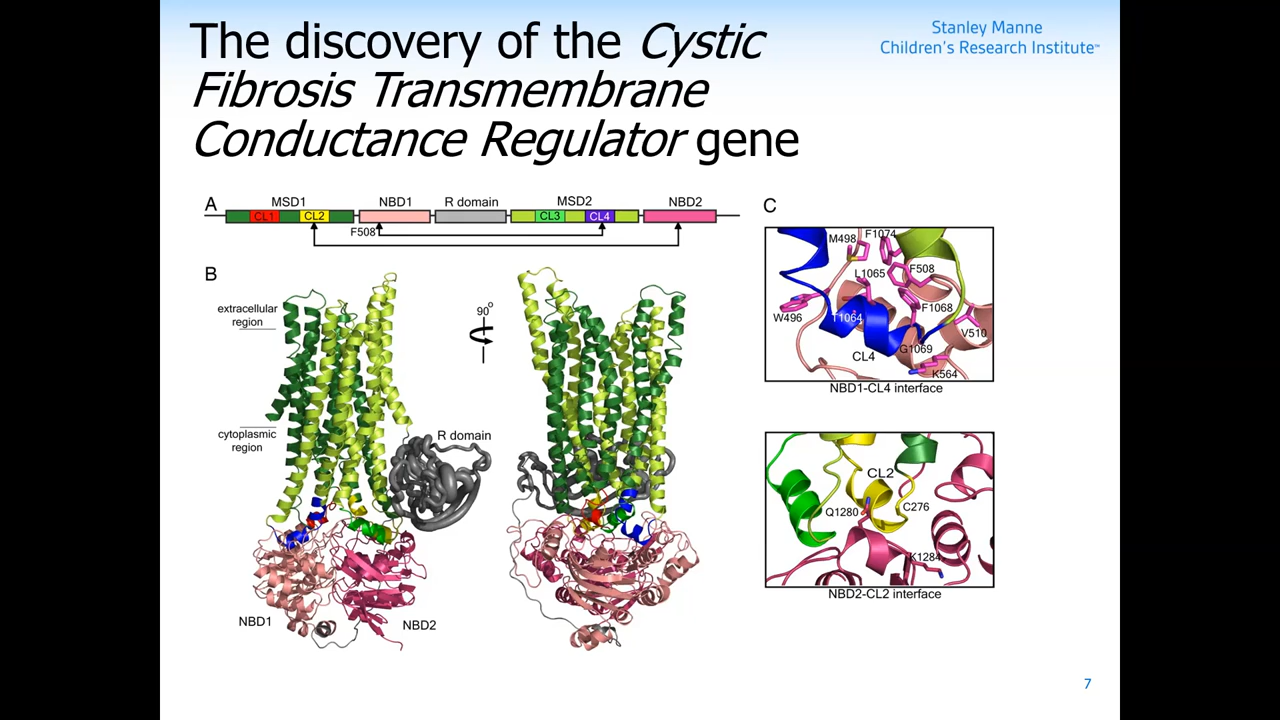 The discovery of the Cystic
Fibrosis Transmembrane
Conductance Regulator gene
Stanley Manne
Children's Research Institute℠
A
MSD1
NBD1
R domain
MSD2
NBD2
CL1
CL2
CL3
CL4
F508
B
extracellular
region
cytoplasmic
region
R domain
NBD1
NBD2
90°
C
M498
F1074
L1065
F508
W496
T1064
F1068
V510
CL4
G1069
K564
NBD1-CL4 interface
CL2
Q1280
C276
K1284
NBD2-CL2 interface
7